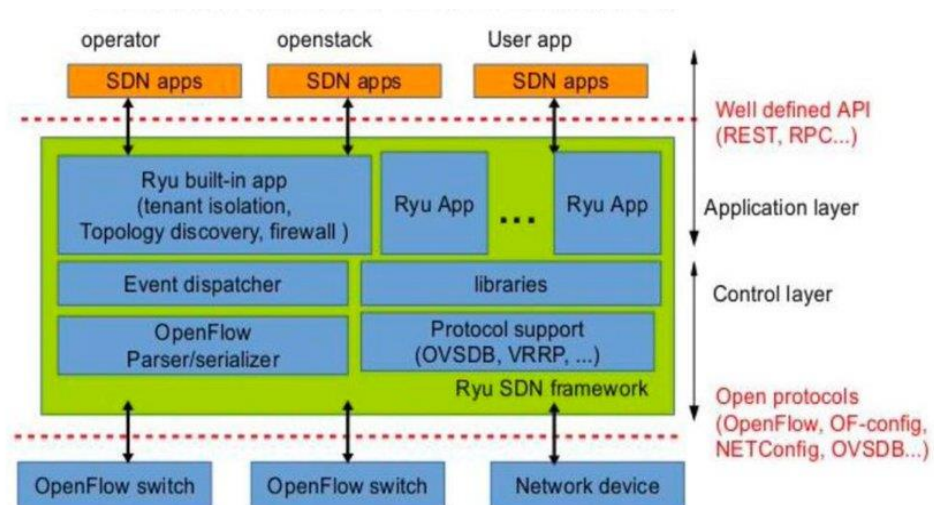 operator
openstack
User app
SDN apps
SDN apps
SDN apps
Well defined API
(REST, RPC...)
Ryu built-in app
(tenant isolation,
Topology discovery, firewall )
Ryu App
...
Ryu App
Application layer
Event dispatcher
libraries
Control layer
OpenFlow
Parser/serializer
Protocol support
(OVSDB, VRRP, ...)
Ryu SDN framework
Open protocols
(OpenFlow, OF-config,
NETConfig, OVSDB...)
OpenFlow switch
OpenFlow switch
Network device